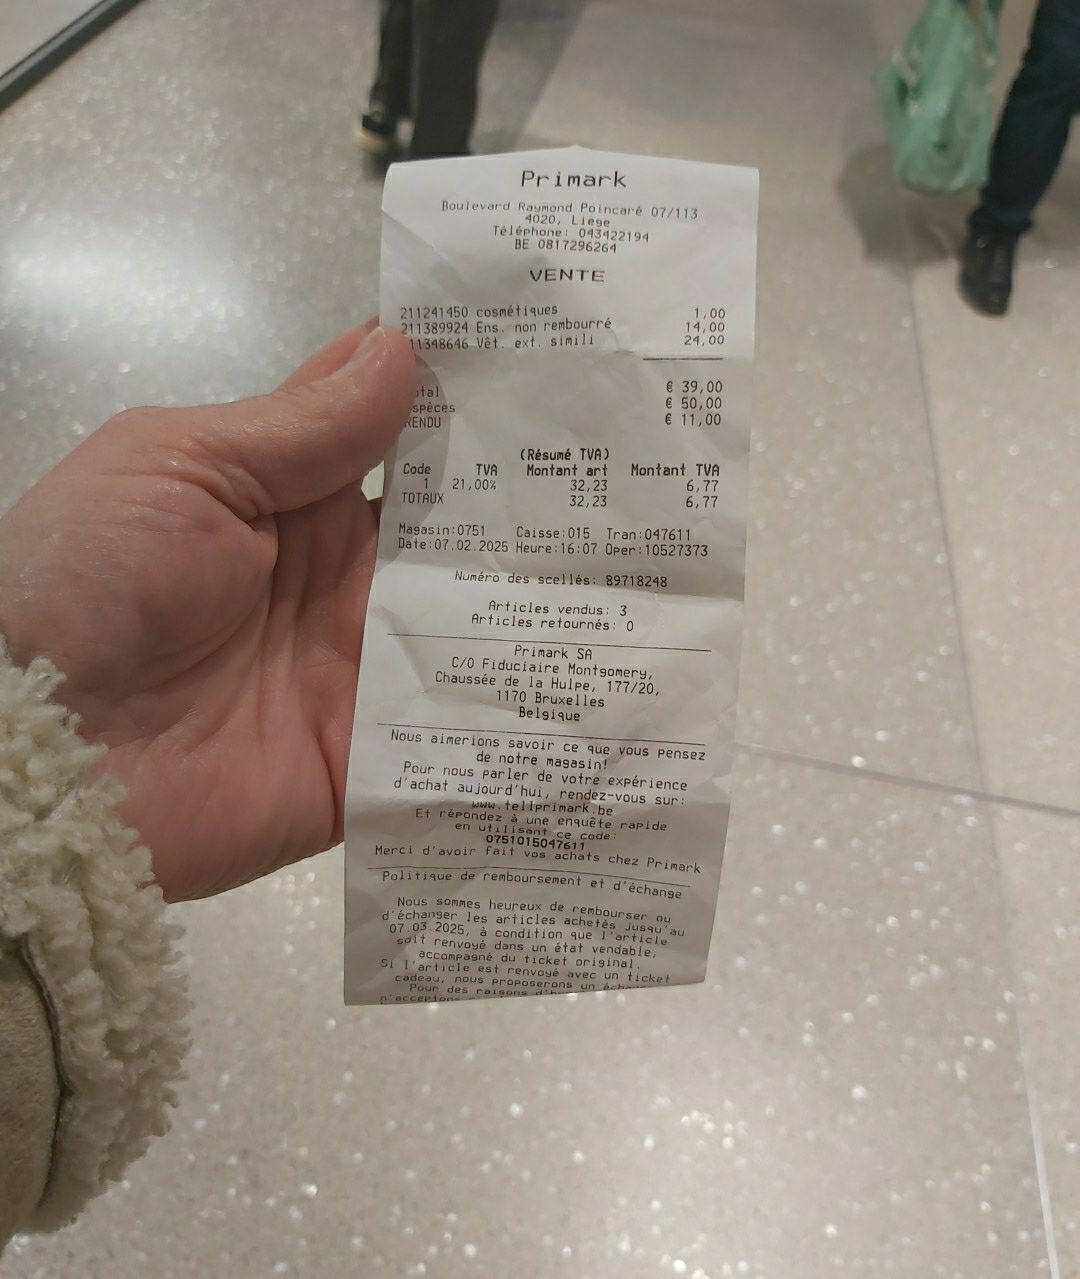 Primark
Boulevard Raymond Poincaré 07/113
4020, Liege
Téléphone: 043422194
BE 0817296264
VENTE
211241450 cosmétiques 1,00
211389924 Ens. non rembourré 14,00
11348646 Vêt. ext. simili 24,00
otal € 39,00
spèces € 50,00
RENDU € 11,00
(Résumé TVA)
Code TVA Montant art Montant TVA
1 21,00% 32,23 6,77
TOTAUX 32,23 6,77
Magasin:0751 Caisse:015 Tran:047611
Date:07.02.2025 Heure:16:07 Oper:10527373
Numéro des scellés: 89718248
Articles vendus: 3
Articles retournés: 0
Primark SA
C/O Fiduciaire Montgomery,
Chaussée de la Hulpe, 177/20,
1170 Bruxelles
Belgique
Nous aimerions savoir ce que vous pensez
de notre magasin!
Pour nous parler de votre expérience
d'achat aujourd'hui, rendez-vous sur:
www.tellprimark.be
Et répondez à une enquête rapide
en utilisant ce code:
0751015047611
Merci d'avoir fait vos achats chez Primark
Politique de remboursement et d'échange
Nous sommes heureux de rembourser ou
d'échanger les articles achetés jusqu'au
07.03.2025, à condition que l'article
soit renvoyé dans un état vendable,
accompagné du ticket original.
Si l'article est renvoyé avec un ticket
cadeau, nous proposerons un
Pour des raisons
n'acceptons